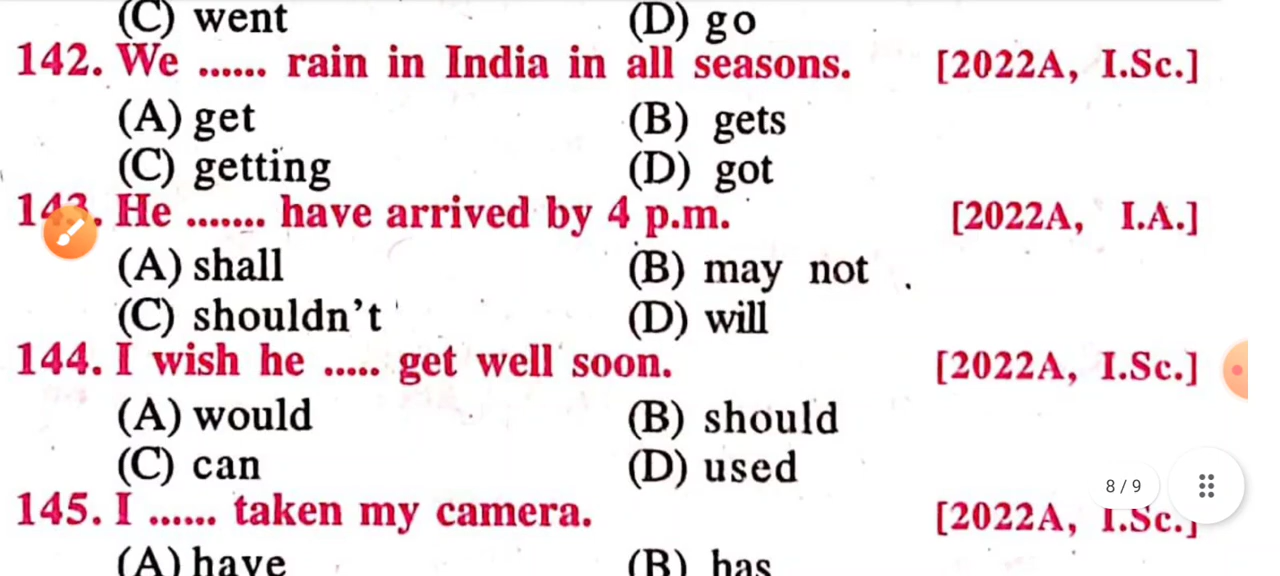 (C) went (D) go
142. We ...... rain in India in all seasons. [2022A, I.Sc.]
(A) get (B) gets
(C) getting (D) got
143. He ....... have arrived by 4 p.m. [2022A, I.A.]
(A) shall (B) may not .
(C) shouldn't (D) will
144. I wish he ..... get well soon. [2022A, I.Sc.]
(A) would (B) should
(C) can (D) used
8 / 9
145. I ...... taken my camera. [2022A, I.Sc.]
(A) have (B) has